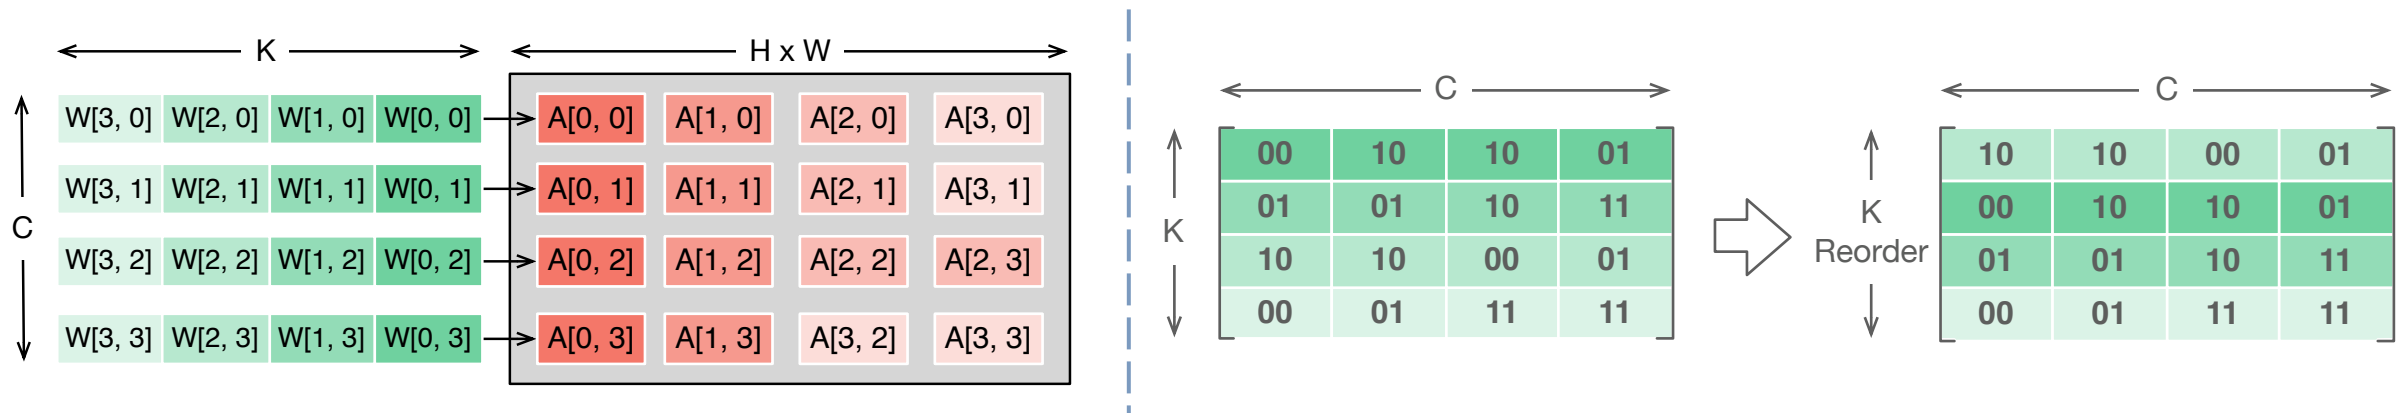 K
H x W
C
W[3, 0] W[2, 0] W[1, 0] W[0, 0] A[0, 0] A[1, 0] A[2, 0] A[3, 0]
W[3, 1] W[2, 1] W[1, 1] W[0, 1] A[0, 1] A[1, 1] A[2, 1] A[3, 1]
W[3, 2] W[2, 2] W[1, 2] W[0, 2] A[0, 2] A[1, 2] A[2, 2] A[2, 3]
W[3, 3] W[2, 3] W[1, 3] W[0, 3] A[0, 3] A[1, 3] A[3, 2] A[3, 3]
C
K
00 10 10 01
01 01 10 11
10 10 00 01
00 01 11 11
C
K
Reorder
10 10 00 01
00 10 10 01
01 01 10 11
00 01 11 11